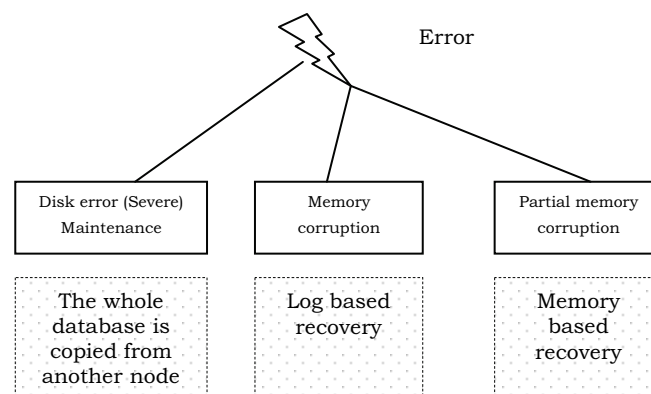 Error
Disk error (Severe)
Maintenance
Memory
corruption
Partial memory
corruption
The whole
database is
copied from
another node
Log based
recovery
Memory
based
recovery